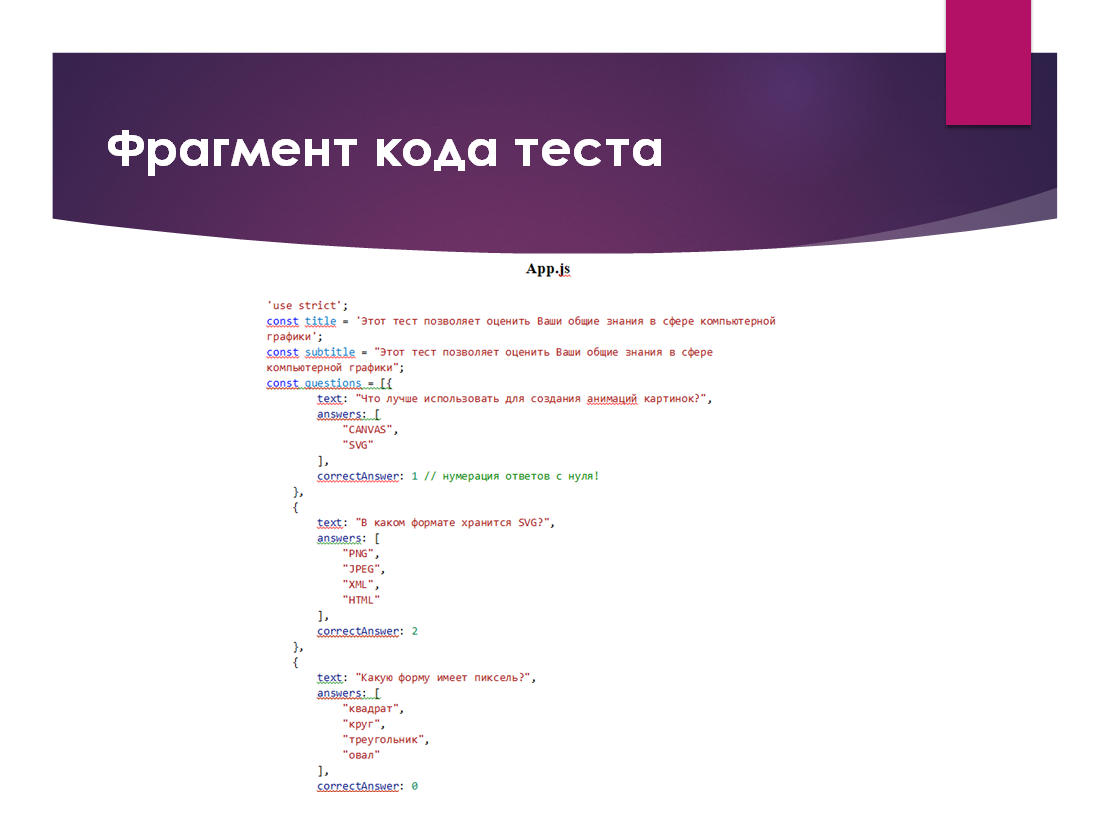 Фрагмент кода теста
App.js
'use strict';
const title = 'Этот тест позволяет оценить Ваши общие знания в сфере компьютерной
графики';
const subtitle = "Этот тест позволяет оценить Ваши общие знания в сфере
компьютерной графики";
const questions = [{
text: "Что лучше использовать для создания анимаций картинок?",
answers: [
"CANVAS",
"SVG"
],
correctAnswer: 1 // нумерация ответов с нуля!
},
{
text: "В каком формате хранится SVG?",
answers: [
"PNG",
"JPEG",
"XML",
"HTML"
],
correctAnswer: 2
},
{
text: "Какую форму имеет пиксель?",
answers: [
"квадрат",
"круг",
"треугольник",
"овал"
],
correctAnswer: 0